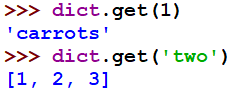 >>> dict.get(1)
'carrots'
>>> dict.get('two')
[1, 2, 3]